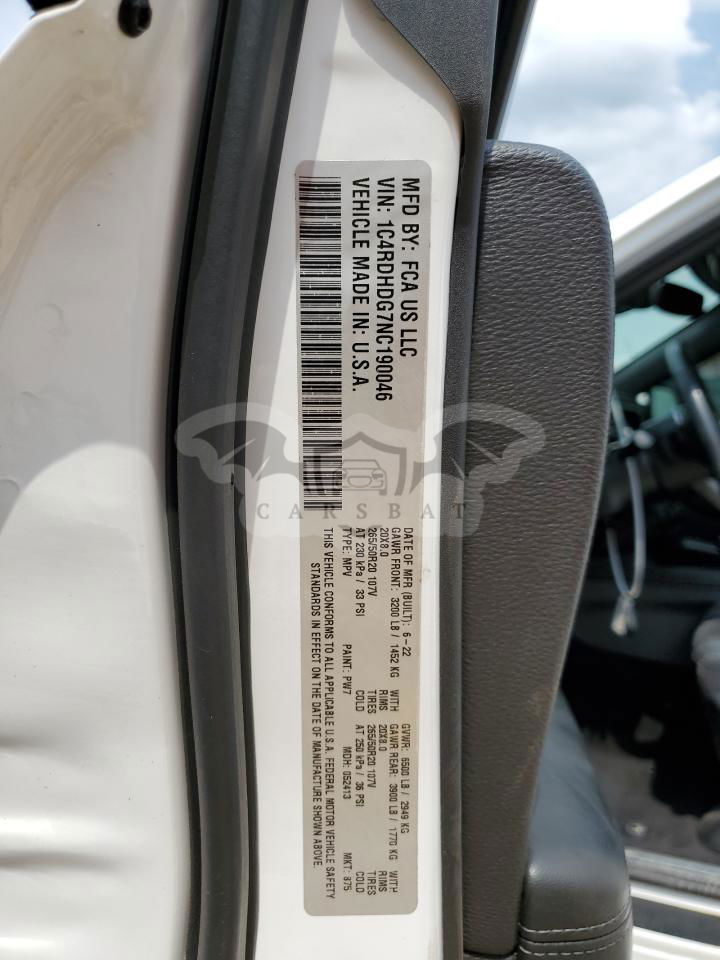 MFD BY: FCA US LLC
VIN: 1C4RDHDG7NC190046
VEHICLE MADE IN: U.S.A.
CARSBAT
DATE OF MFR (BUILT): 6-22 GVWR: 6500 LB / 2949 KG
GAWR FRONT: 3200 LB / 1452 KG WITH GAWR REAR: 3900 LB / 1770 KG WITH
20X8.0 RIMS 20X8.0 RIMS
265/50R20 107V TIRES 265/50R20 107V TIRES
AT 230 kPa / 33 PSI COLD AT 250 kPa / 36 PSI COLD
TYPE: MPV PAINT: PW7 MDH: 052413 MKT: 875
THIS VEHICLE CONFORMS TO ALL APPLICABLE U.S.A. FEDERAL MOTOR VEHICLE SAFETY
STANDARDS IN EFFECT ON THE DATE OF MANUFACTURE SHOWN ABOVE.